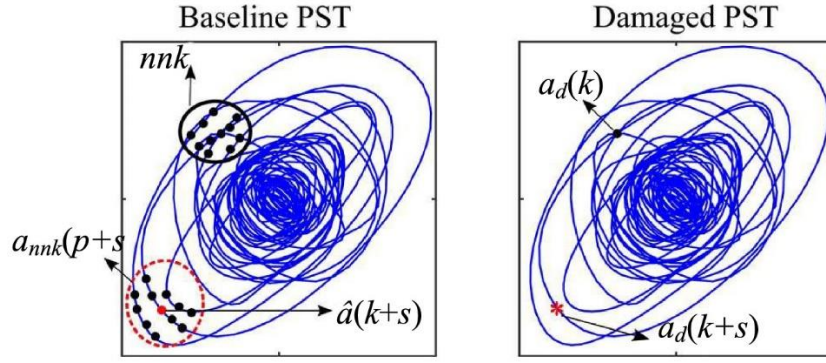 Baseline PST
Damaged PST
nnk
a_d(k)
a_nnk(p+s
â(k+s)
a_d(k+s)